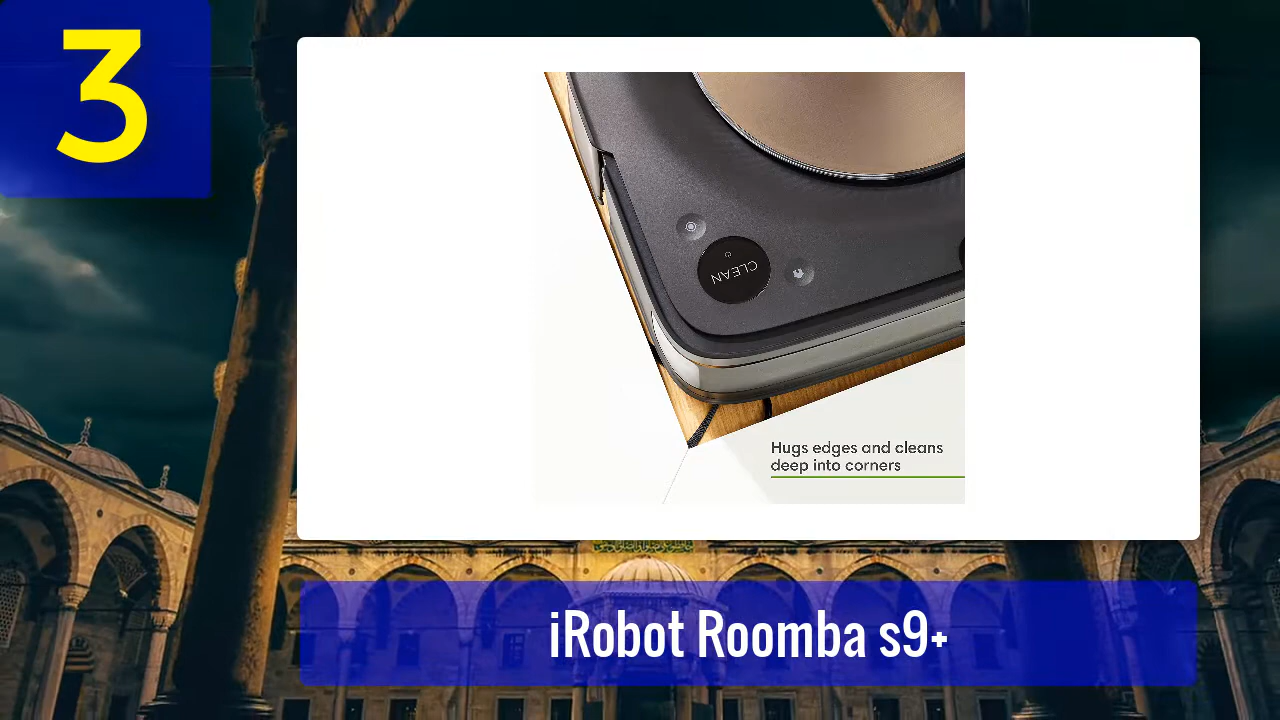 3
CLEAN
Hugs edges and cleans
deep into corners
iRobot Roomba s9+